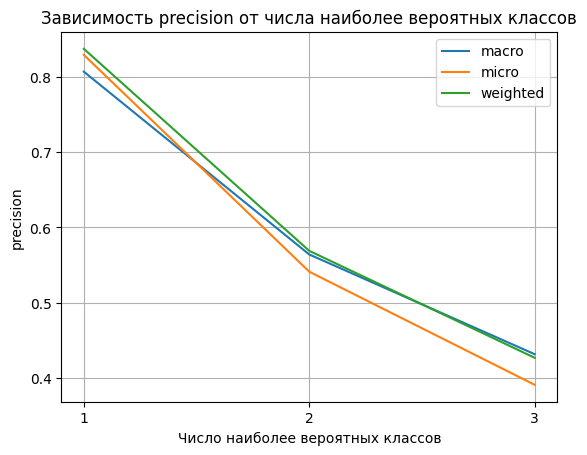 Зависимость precision от числа наиболее вероятных классов
macro
micro
weighted
0.8
0.7
0.6
0.5
0.4
precision
1
2
3
Число наиболее вероятных классов